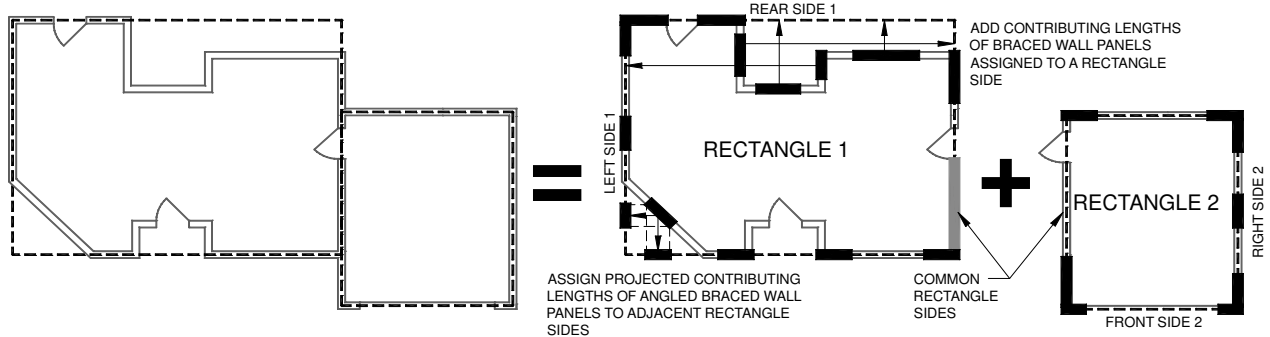 REAR SIDE 1
ADD CONTRIBUTING LENGTHS
OF BRACED WALL PANELS
ASSIGNED TO A RECTANGLE
SIDE
LEFT SIDE 1
RECTANGLE 1
RECTANGLE 2
RIGHT SIDE 2
ASSIGN PROJECTED CONTRIBUTING
LENGTHS OF ANGLED BRACED WALL
PANELS TO ADJACENT RECTANGLE
SIDES
COMMON
RECTANGLE
SIDES
FRONT SIDE 2